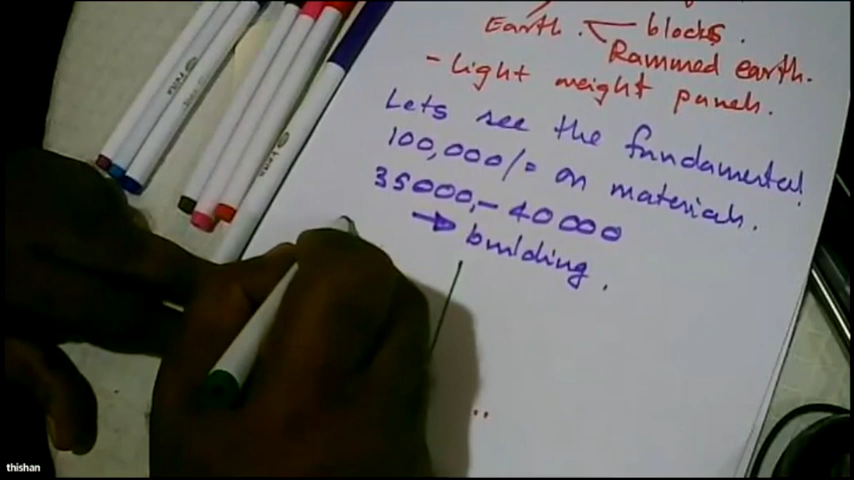 Earth. blocks.
Rammed earth.
- Light weight panels.
Lets see the fundamental
100,000/= on materials.
35000,- 40000
→ building.
thishan